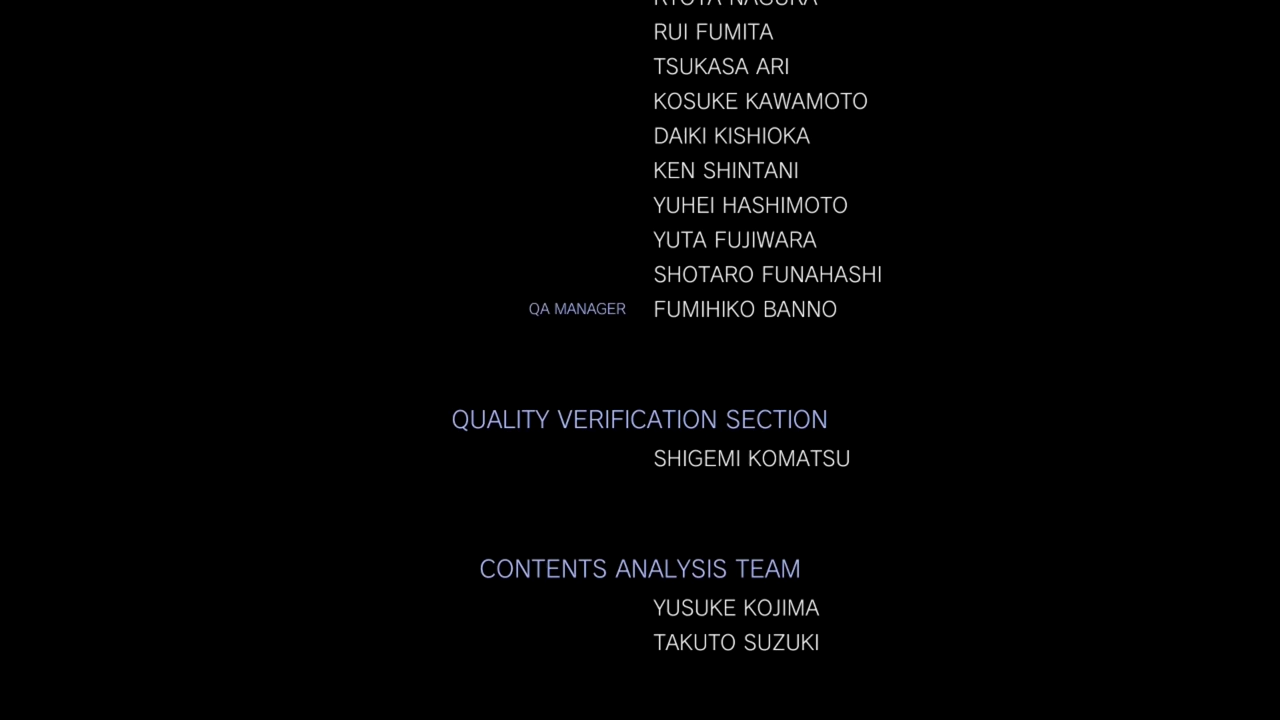 RUI FUMITA
TSUKASA ARI
KOSUKE KAWAMOTO
DAIKI KISHIOKA
KEN SHINTANI
YUHEI HASHIMOTO
YUTA FUJIWARA
SHOTARO FUNAHASHI
QA MANAGER FUMIHIKO BANNO
QUALITY VERIFICATION SECTION
SHIGEMI KOMATSU
CONTENTS ANALYSIS TEAM
YUSUKE KOJIMA
TAKUTO SUZUKI